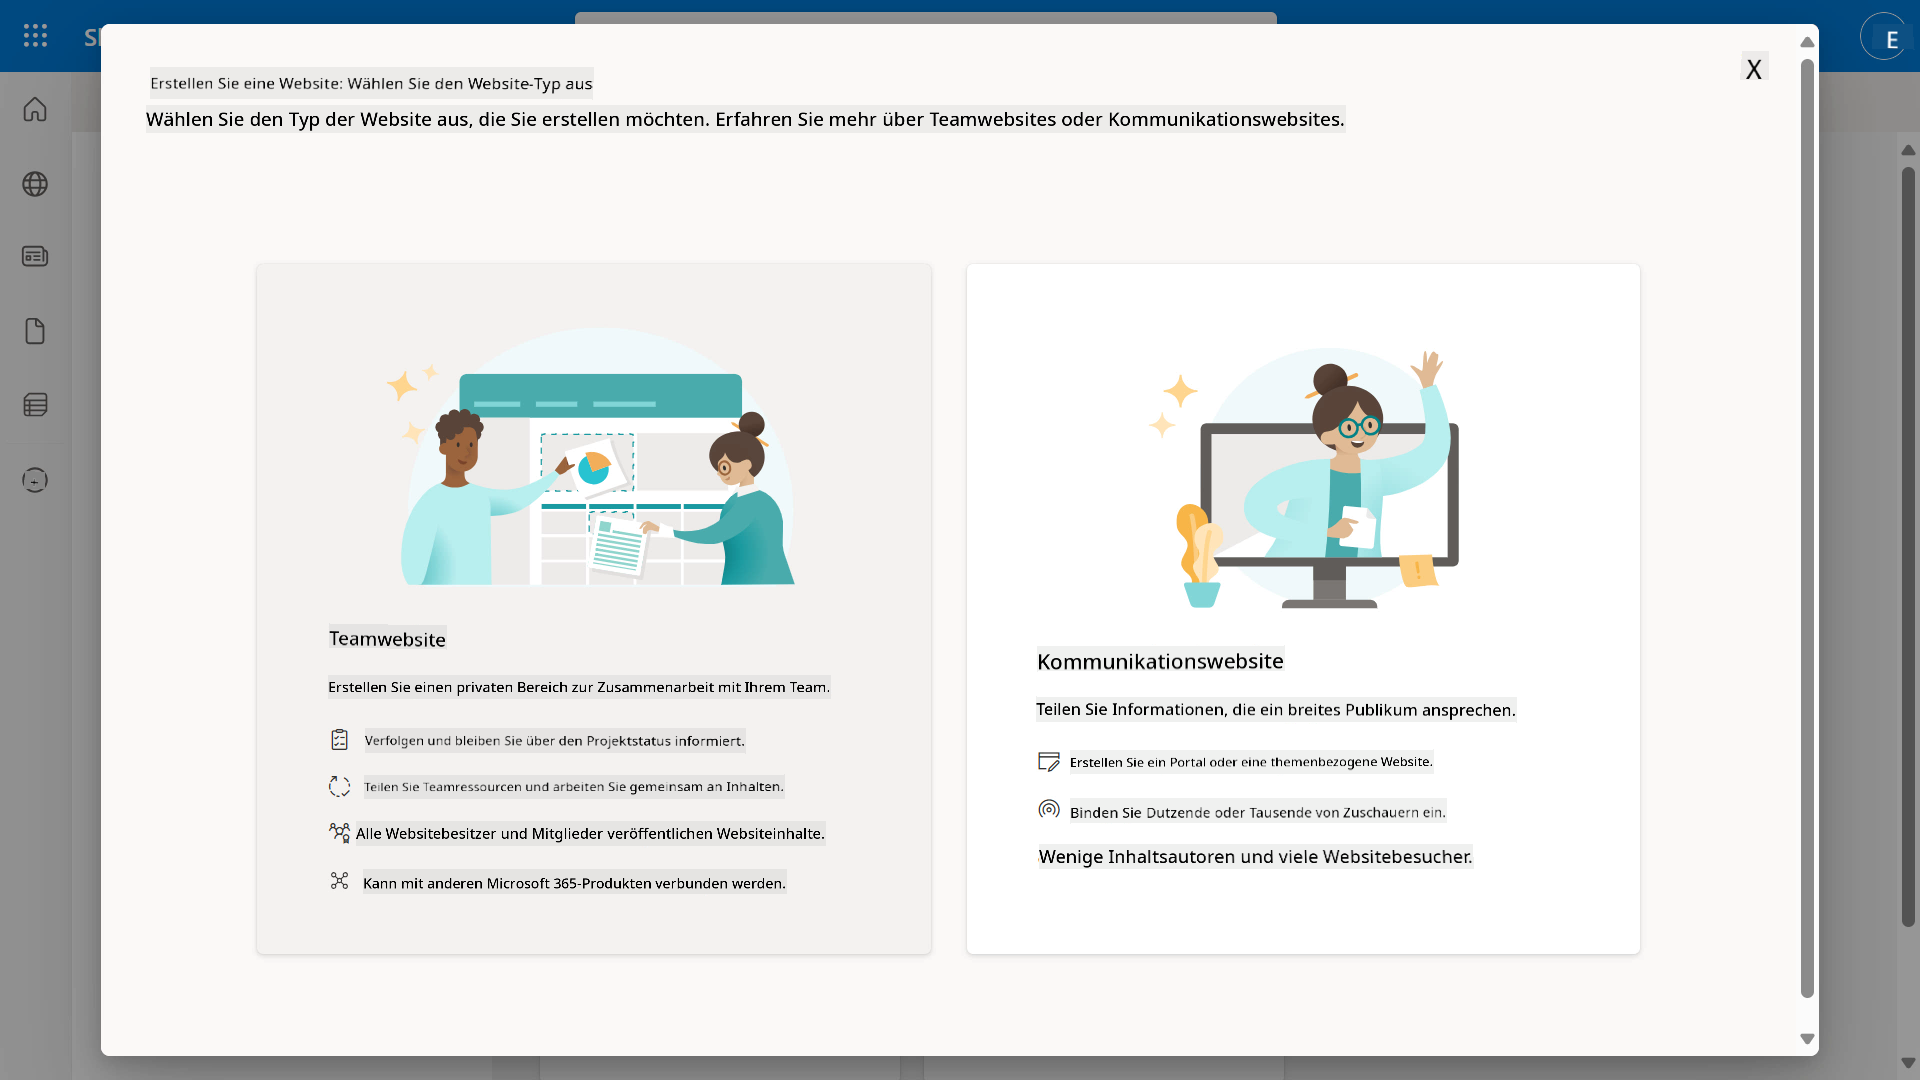 E
X
Erstellen Sie eine Website: Wählen Sie den Website-Typ aus
Wählen Sie den Typ der Website aus, die Sie erstellen möchten. Erfahren Sie mehr über Teamwebsites oder Kommunikationswebsites.
Teamwebsite
Erstellen Sie einen privaten Bereich zur Zusammenarbeit mit Ihrem Team.
Verfolgen und bleiben Sie über den Projektstatus informiert.
Teilen Sie Teamressourcen und arbeiten Sie gemeinsam an Inhalten.
Alle Websitebesitzer und Mitglieder veröffentlichen Websiteinhalte.
Kann mit anderen Microsoft 365-Produkten verbunden werden.
Kommunikationswebsite
Teilen Sie Informationen, die ein breites Publikum ansprechen.
Erstellen Sie ein Portal oder eine themenbezogene Website.
Binden Sie Dutzende oder Tausende von Zuschauern ein.
Wenige Inhaltsautoren und viele Websitebesucher.